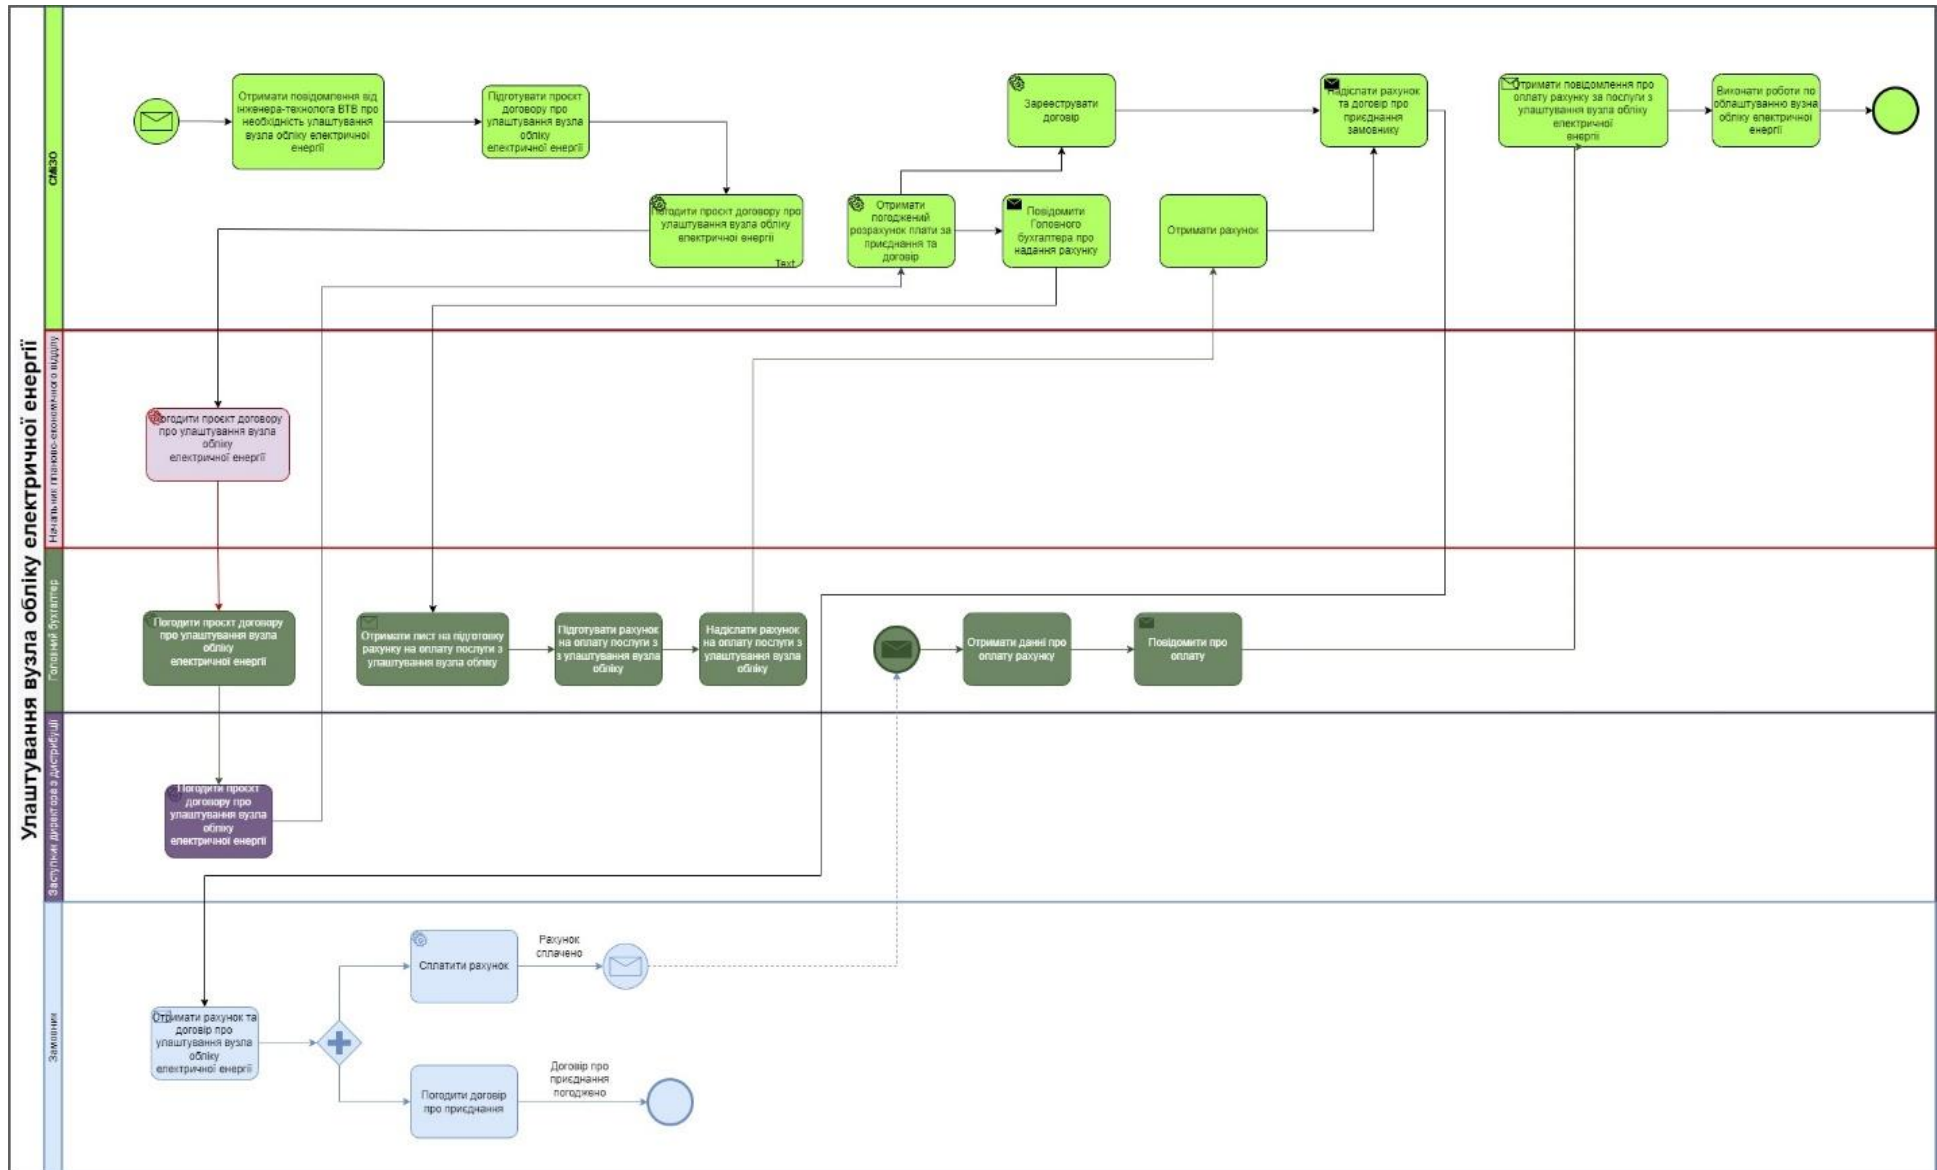 Улаштування вузла обліку електричної енергії
СМіЗО
Отримати повідомлення від
інженера-технолога ВТВ про
необхідність улаштування
вузла обліку електричної
енергії
Підготувати проєкт
договору про
улаштування вузла
обліку
електричної енергії
Погодити проєкт договору про
улаштування вузла обліку
електричної енергії
Text
Отримати
погоджений
розрахунок плати за
приєднання та
договір
Зареєструвати
договір
Повідомити
Головного
бухгалтера про
надання рахунку
Отримати рахунок
Надіслати рахунок
та договір про
приєднання
замовнику
Отримати повідомлення про
оплату рахунку за послуги з
улаштування вузла обліку
електричної
енергії
Виконати роботи по
облаштуванню вузна
обліку електричної
енергії
Начальник планово-економічного відділу
Погодити проєкт договору
про улаштування вузла
обліку
електричної енергії
Головний бухгалтер
Погодити проєкт договору
про улаштування вузла
обліку
електричної енергії
Отримати лист на підготовку
рахунку на оплату послуги з
улаштування вузла обліку
Підготувати рахунок
на оплату послуги з
з улаштування вузла
обліку
Надіслати рахунок
на оплату послуги з
улаштування вузла
обліку
Отримати данні про
оплату рахунку
Повідомити про
оплату
Заступник директора з дистрибуції
Погодити проєкт
договору про
улаштування вузла
обліку
електричної енергії
Замовник
Отримати рахунок та
договір про
улаштування вузла
обліку
електричної енергії
Сплатити рахунок
Рахунок
сплачено
Погодити договір
про приєднання
Договір про
приєднання
погоджено